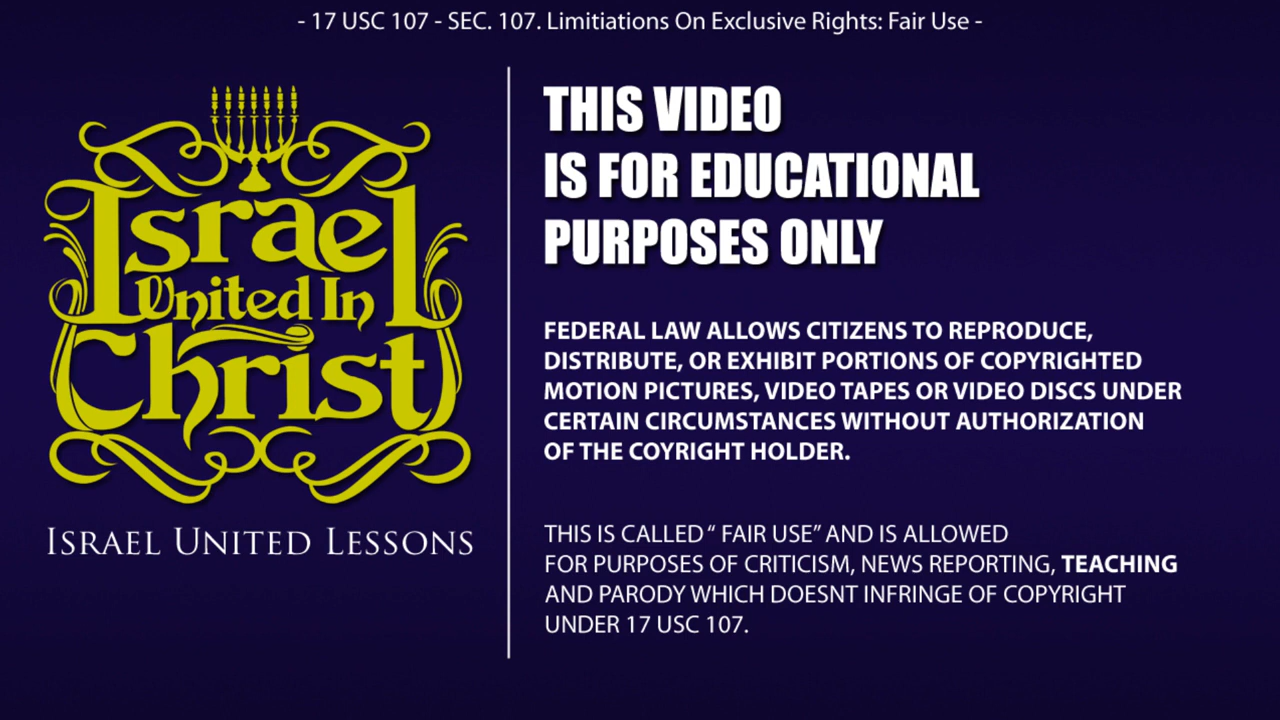 - 17 USC 107 - SEC. 107. Limitiations On Exclusive Rights: Fair Use -
Israel
United In
Christ
ISRAEL UNITED LESSONS
THIS VIDEO
IS FOR EDUCATIONAL
PURPOSES ONLY
FEDERAL LAW ALLOWS CITIZENS TO REPRODUCE,
DISTRIBUTE, OR EXHIBIT PORTIONS OF COPYRIGHTED
MOTION PICTURES, VIDEO TAPES OR VIDEO DISCS UNDER
CERTAIN CIRCUMSTANCES WITHOUT AUTHORIZATION
OF THE COYRIGHT HOLDER.
THIS IS CALLED “ FAIR USE” AND IS ALLOWED
FOR PURPOSES OF CRITICISM, NEWS REPORTING, TEACHING
AND PARODY WHICH DOESNT INFRINGE OF COPYRIGHT
UNDER 17 USC 107.